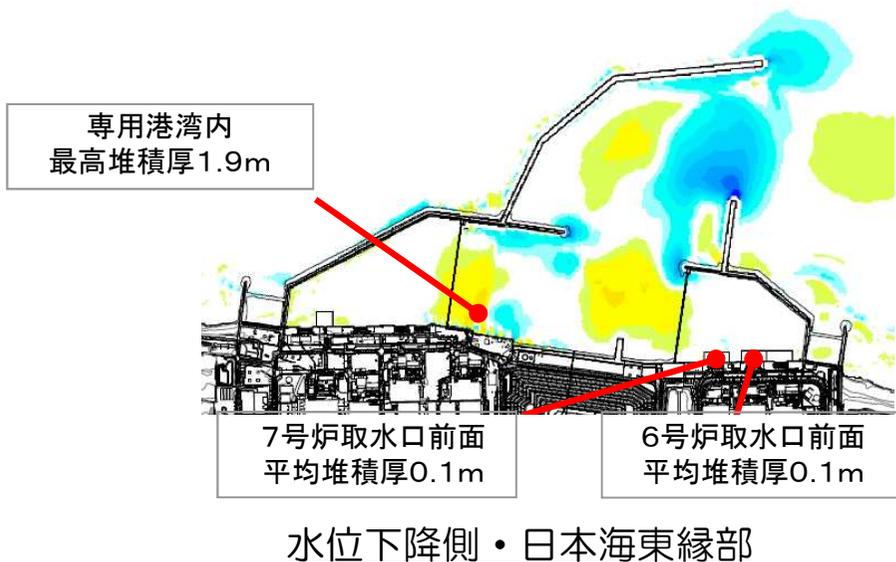 専用港湾内
最高堆積厚1.9m
7号炉取水口前面
平均堆積厚0.1m
6号炉取水口前面
平均堆積厚0.1m
水位下降側・日本海東縁部